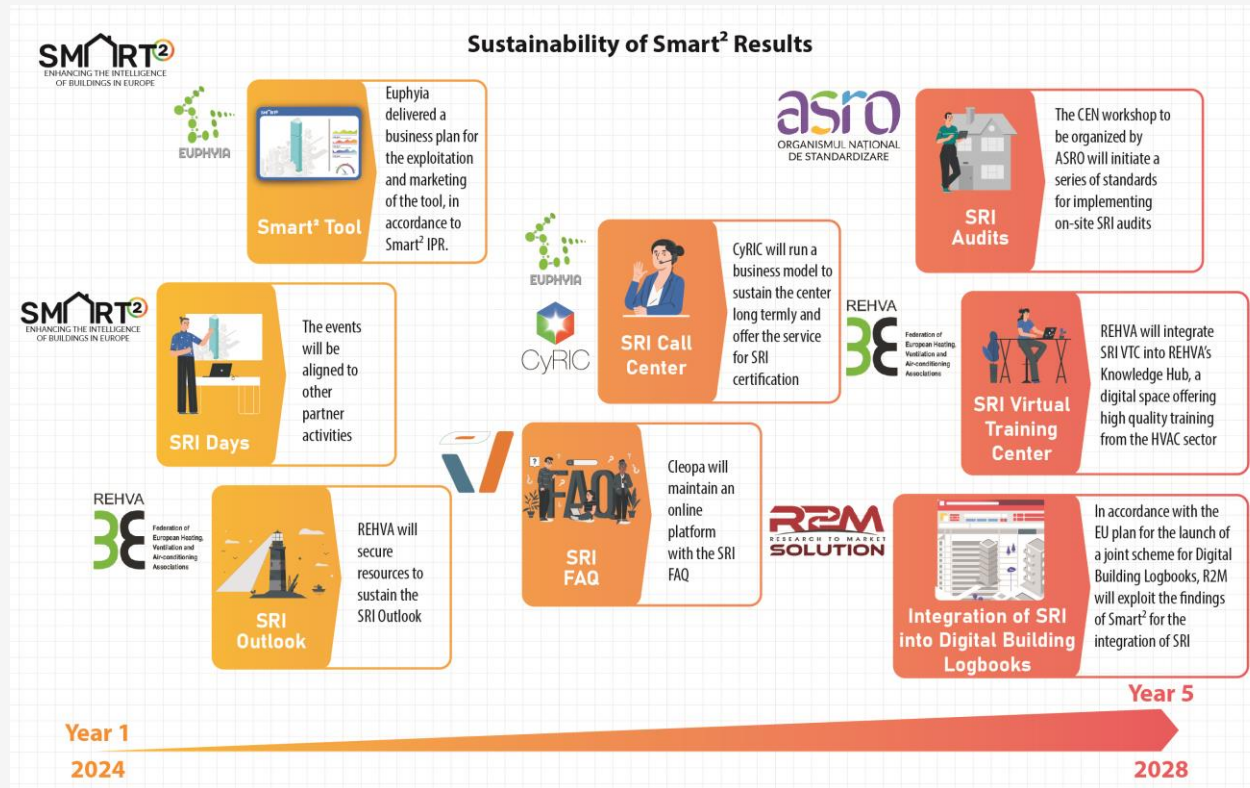 Sustainability of Smart² Results
SMART²
ENHANCING THE INTELLIGENCE
OF BUILDINGS IN EUROPE
EUPHYIA
Smart² Tool
Euphyia
delivered a
business plan for
the exploitation
and marketing
of the tool, in
accordance to
Smart² IPR.
asro
ORGANISMUL NAȚIONAL
DE STANDARDIZARE
SRI
Audits
The CEN workshop to
be organized by
ASRO will initiate a
series of standards
for implementing
on-site SRI audits
EUPHYIA
CyRIC
SRI Call
Center
CyRIC will run a
business model to
sustain the center
long termly and
offer the service
for SRI
certification
SMART²
ENHANCING THE INTELLIGENCE
OF BUILDINGS IN EUROPE
SRI Days
The events
will be
aligned to
other
partner
activities
REHVA
Federation of
European Heating,
Ventilation and
Air-conditioning
Associations
SRI Virtual
Training
Center
REHVA will integrate
SRI VTC into REHVA's
Knowledge Hub, a
digital space offering
high quality training
from the HVAC sector
FAQ
SRI
FAQ
Cleopa will
maintain an
online
platform
with the SRI
FAQ
REHVA
Federation of
European Heating,
Ventilation and
Air-conditioning
Associations
SRI
Outlook
REHVA will
secure
resources to
sustain the
SRI Outlook
R2M
RESEARCH TO MARKET
SOLUTION
Integration of SRI
into Digital Building
Logbooks
In accordance with the
EU plan for the launch of
a joint scheme for Digital
Building Logbooks, R2M
will exploit the findings
of Smart² for the
integration of SRI
Year 1
2024
Year 5
2028